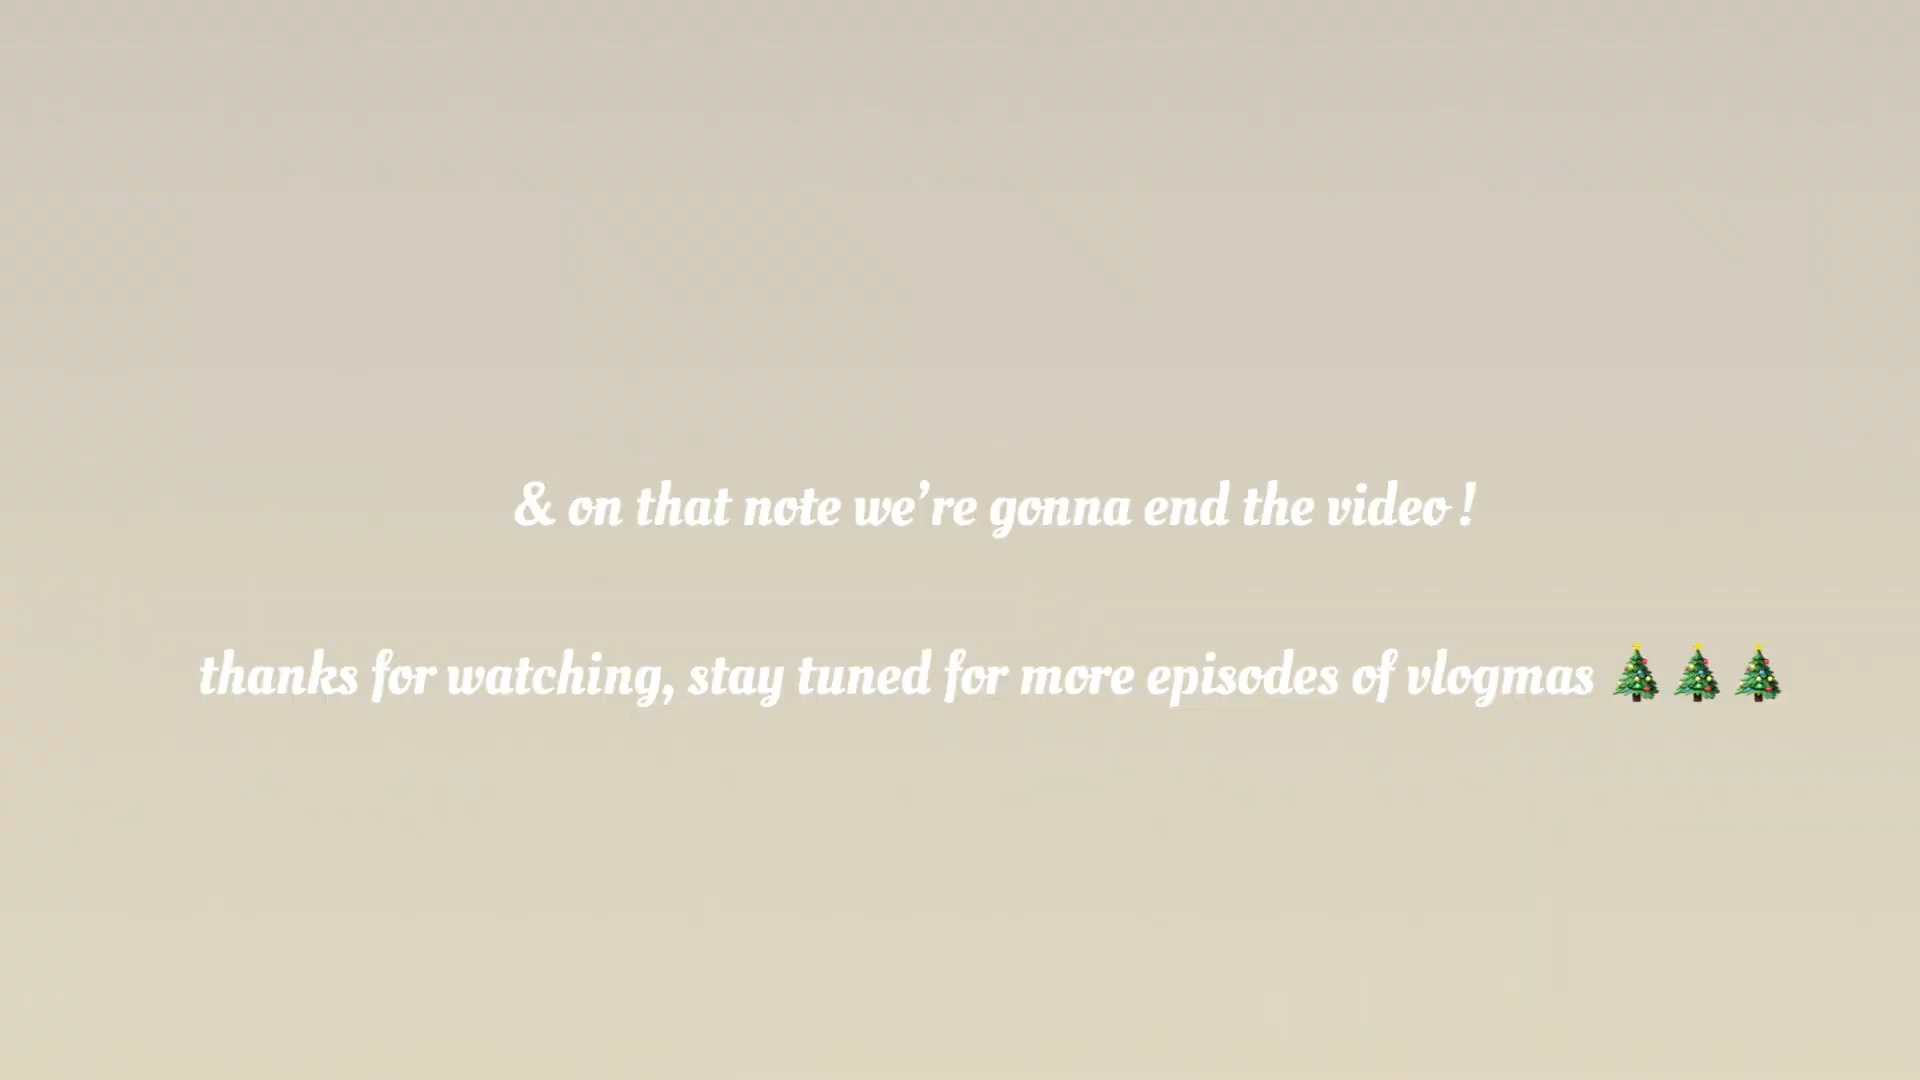 & on that note we’re gonna end the video !
thanks for watching, stay tuned for more episodes of vlogmas 🎄🎄🎄